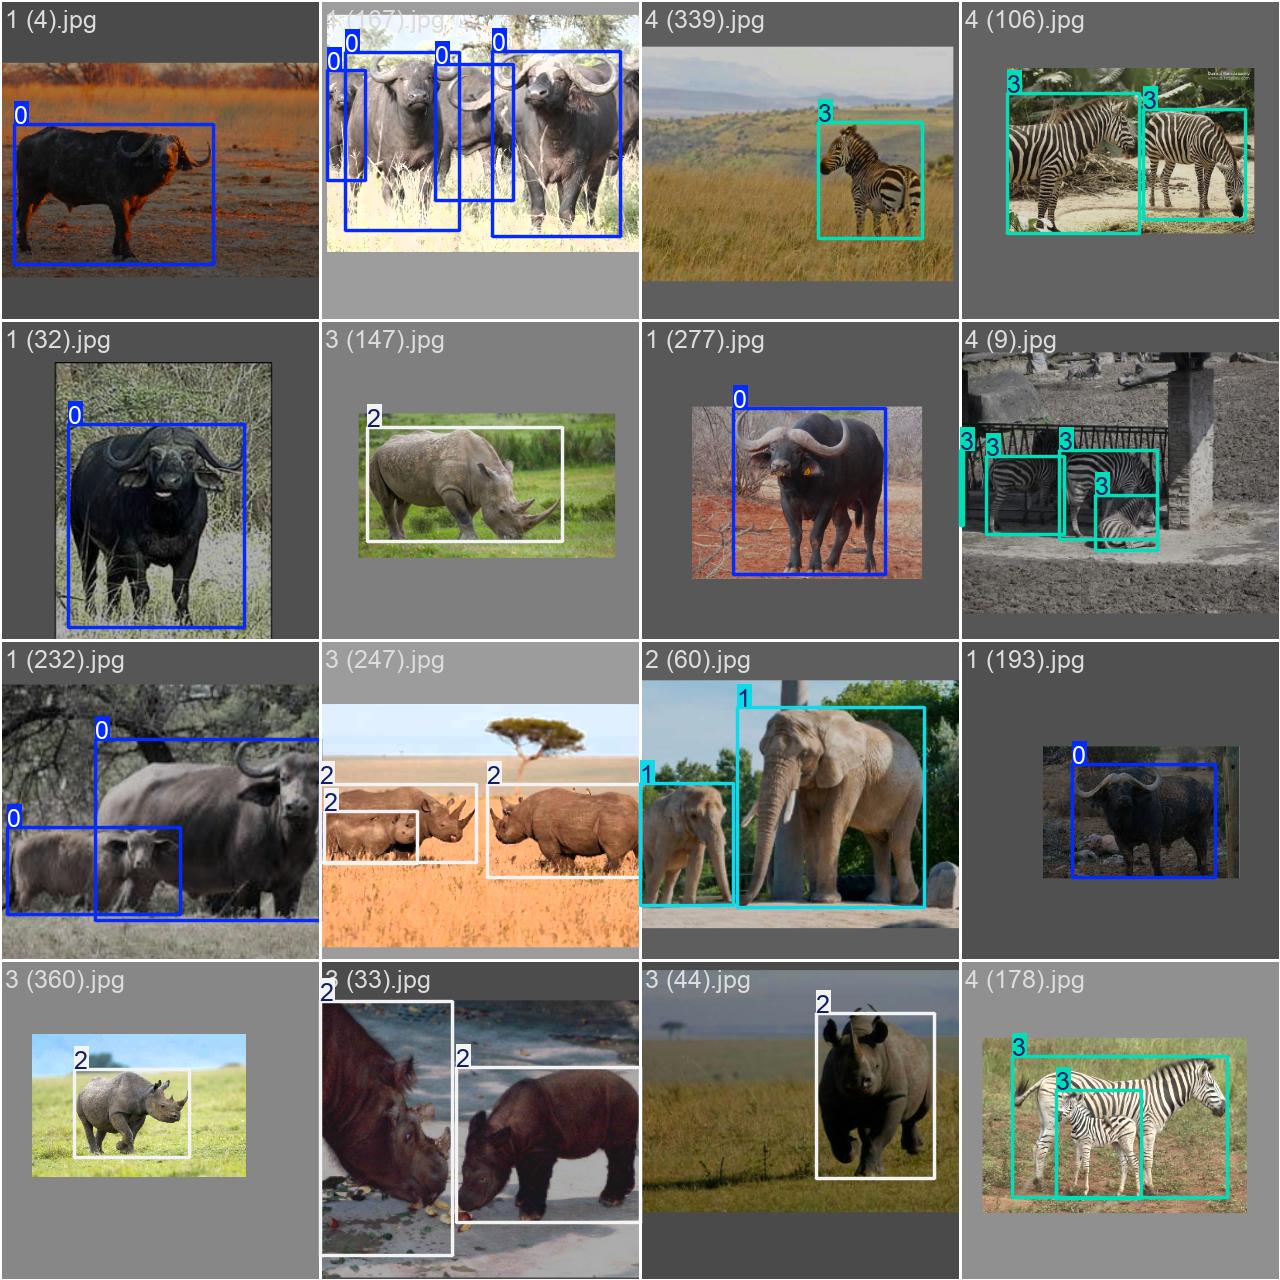 1 (4).jpg
(167).jpg
4 (339).jpg
4 (106).jpg
0
0
0
0
0
3
3
3
1 (32).jpg
3 (147).jpg
1 (277).jpg
4 (9).jpg
0
2
0
3
3
3
3
1 (232).jpg
3 (247).jpg
2 (60).jpg
1 (193).jpg
0
0
2
2
2
1
1
0
3 (360).jpg
(33).jpg
3 (44).jpg
4 (178).jpg
2
2
2
2
3
3